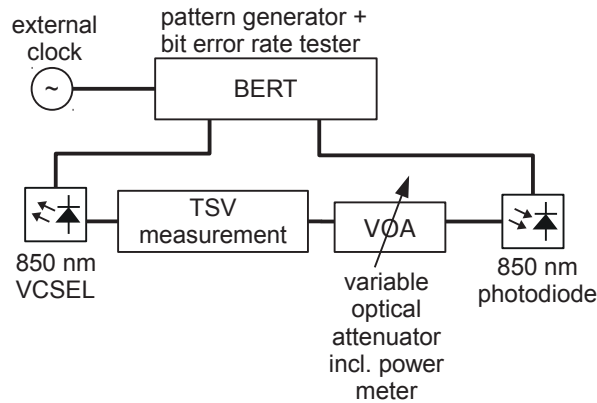 external
clock
~
pattern generator +
bit error rate tester
BERT
TSV
measurement
VOA
850 nm
VCSEL
variable
optical
attenuator
incl. power
meter
850 nm
photodiode